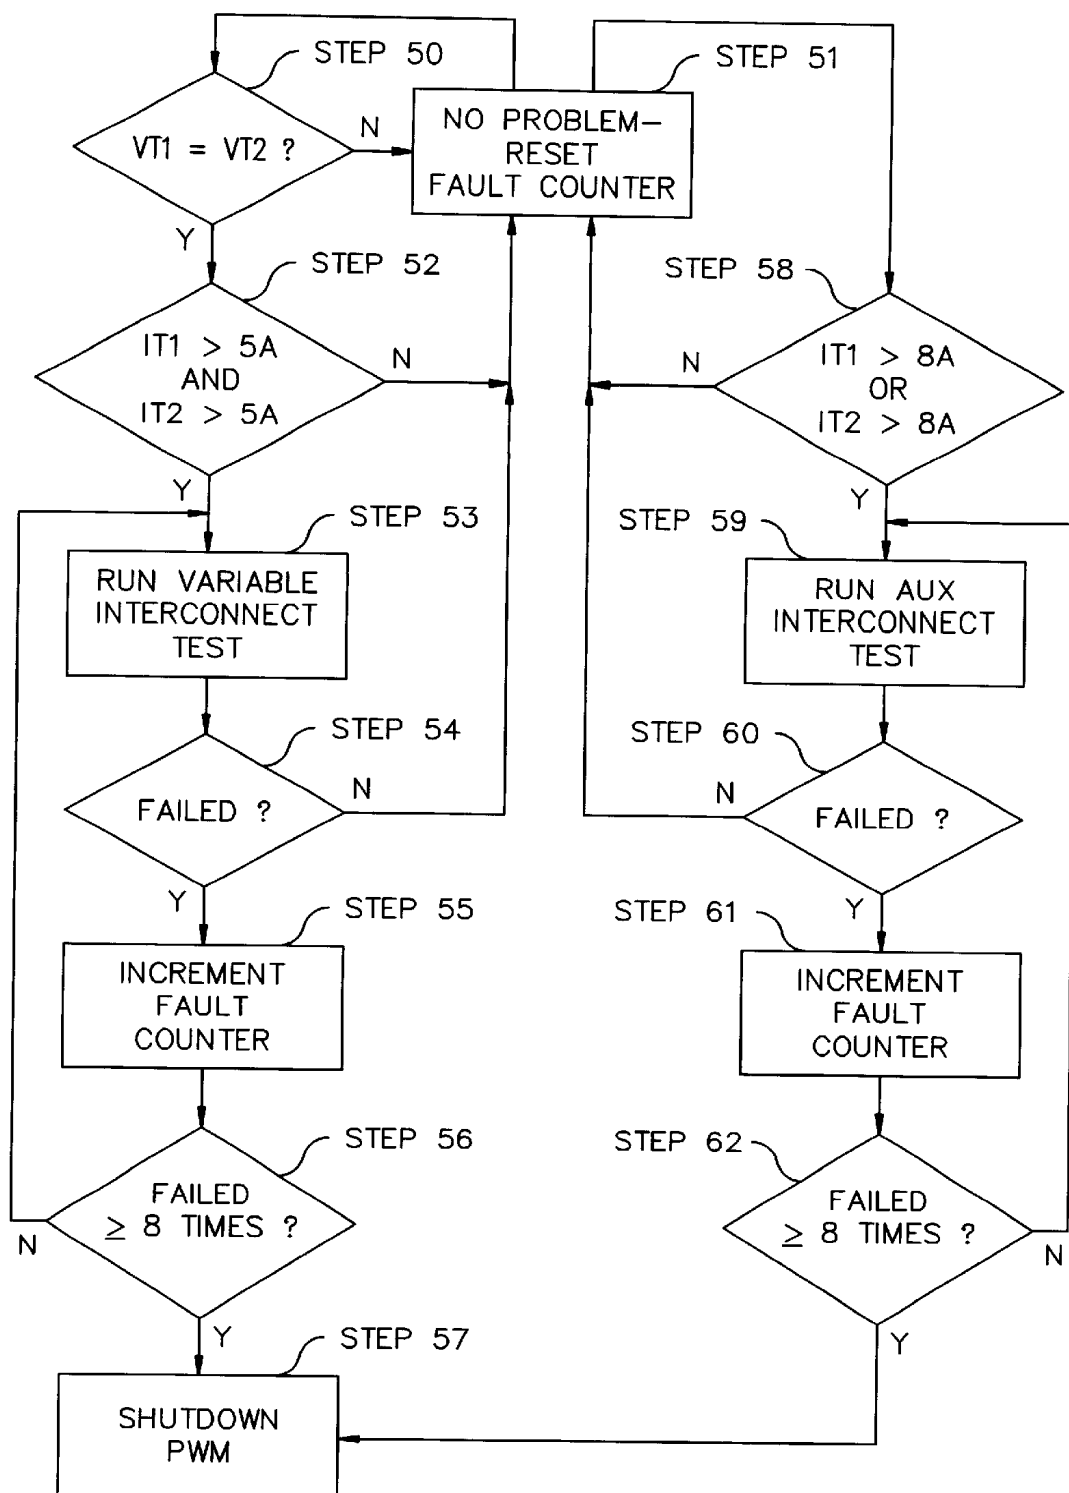 STEP 50
VT1 = VT2 ?
N
Y
NO PROBLEM-
RESET
FAULT COUNTER
STEP 51
STEP 52
IT1 > 5A
AND
IT2 > 5A
N
Y
STEP 53
RUN VARIABLE
INTERCONNECT
TEST
STEP 54
FAILED ?
N
Y
STEP 55
INCREMENT
FAULT
COUNTER
STEP 56
FAILED
≥ 8 TIMES ?
N
Y
STEP 57
SHUTDOWN
PWM
STEP 58
IT1 > 8A
OR
IT2 > 8A
N
Y
STEP 59
RUN AUX
INTERCONNECT
TEST
STEP 60
FAILED ?
N
Y
STEP 61
INCREMENT
FAULT
COUNTER
STEP 62
FAILED
≥ 8 TIMES ?
N
Y